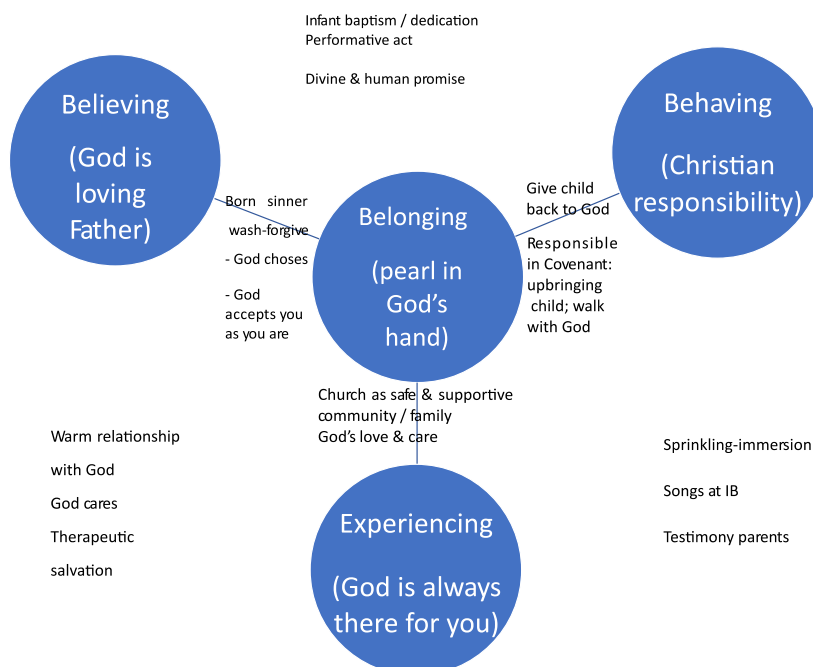 Infant baptism / dedication
Performative act
Divine & human promise
Believing
(God is
loving
Father)
Behaving
(Christian
responsibility)
Born sinner
wash-forgive
- God choses
- God
accepts you
as you are
Belonging
(pearl in
God’s
hand)
Give child
back to God
Responsible
in Covenant:
upbringing
child; walk
with God
Church as safe & supportive
community / family
God’s love & care
Warm relationship
with God
God cares
Therapeutic
salvation
Sprinkling-immersion
Songs at IB
Testimony parents
Experiencing
(God is always
there for you)